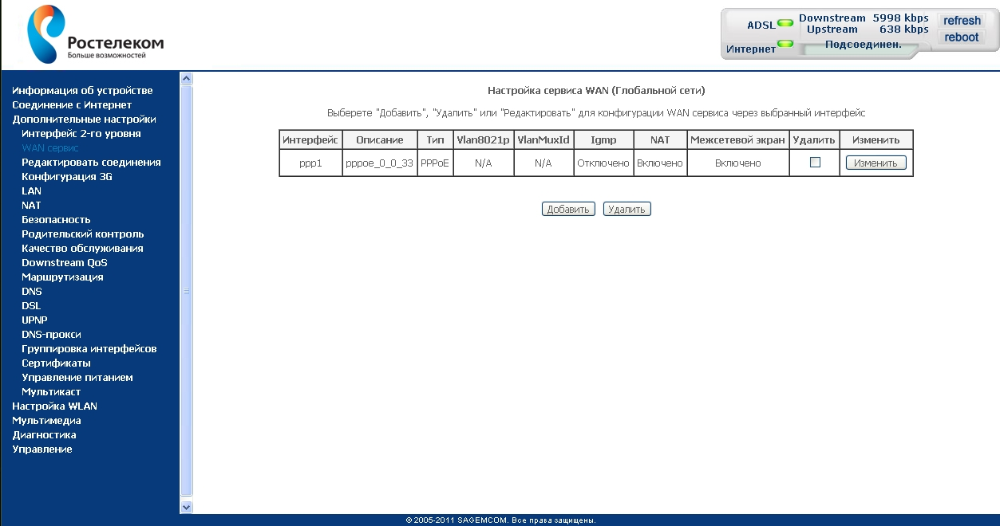 Ростелеком
Больше возможностей
ADSL
Downstream 5998 kbps
Upstream 638 kbps
refresh
reboot
Интернет
Подсоединен.
Информация об устройстве
Соединение с Интернет
Дополнительные настройки
Интерфейс 2-го уровня
WAN сервис
Редактировать соединения
Конфигурация 3G
LAN
NAT
Безопасность
Родительский контроль
Качество обслуживания
Downstream QoS
Маршрутизация
DNS
DSL
UPNP
DNS-прокси
Группировка интерфейсов
Сертификаты
Управление питанием
Мультикаст
Настройка WLAN
Мультимедиа
Диагностика
Управление
Настройка сервиса WAN (Глобальной сети)
Выберете "Добавить", "Удалить" или "Редактировать" для конфигурации WAN сервиса через выбранный интерфейс
Интерфейс Описание Тип Vlan8021p VlanMuxId Igmp NAT Межсетевой экран Удалить Изменить
ppp1 pppoe_0_0_33 PPPoE N/A N/A Отключено Включено Включено Изменить
Добавить Удалить
© 2005-2011 SAGEMCOM. Все права защищены.